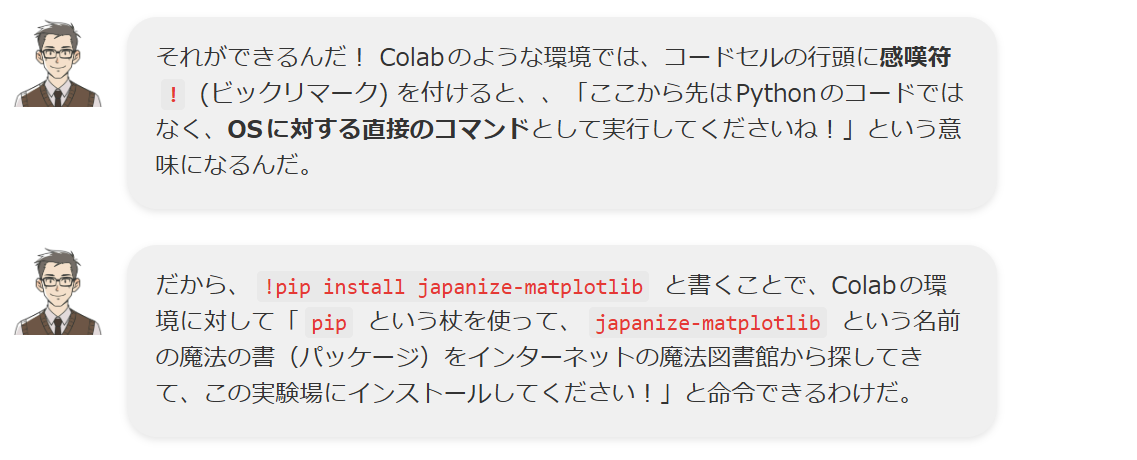 それができるんだ！ Colabのような環境では、コードセルの行頭に感嘆符
! (ビックリマーク) を付けると、、「ここから先はPythonのコードでは
なく、OSに対する直接のコマンドとして実行してくださいね！」という意
味になるんだ。
だから、 !pip install japanize-matplotlib と書くことで、Colabの環
境に対して「 pip という杖を使って、 japanize-matplotlib という名前
の魔法の書（パッケージ）をインターネットの魔法図書館から探してき
て、この実験場にインストールしてください！」と命令できるわけだ。